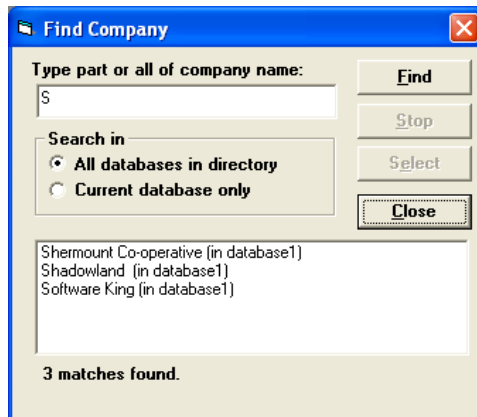 Find Company
Type part or all of company name:
S
Find
Stop
Search in
All databases in directory
Select
Current database only
Close
Shermount Co-operative (in database1)
Shadowland (in database1)
Software King (in database1)
3 matches found.